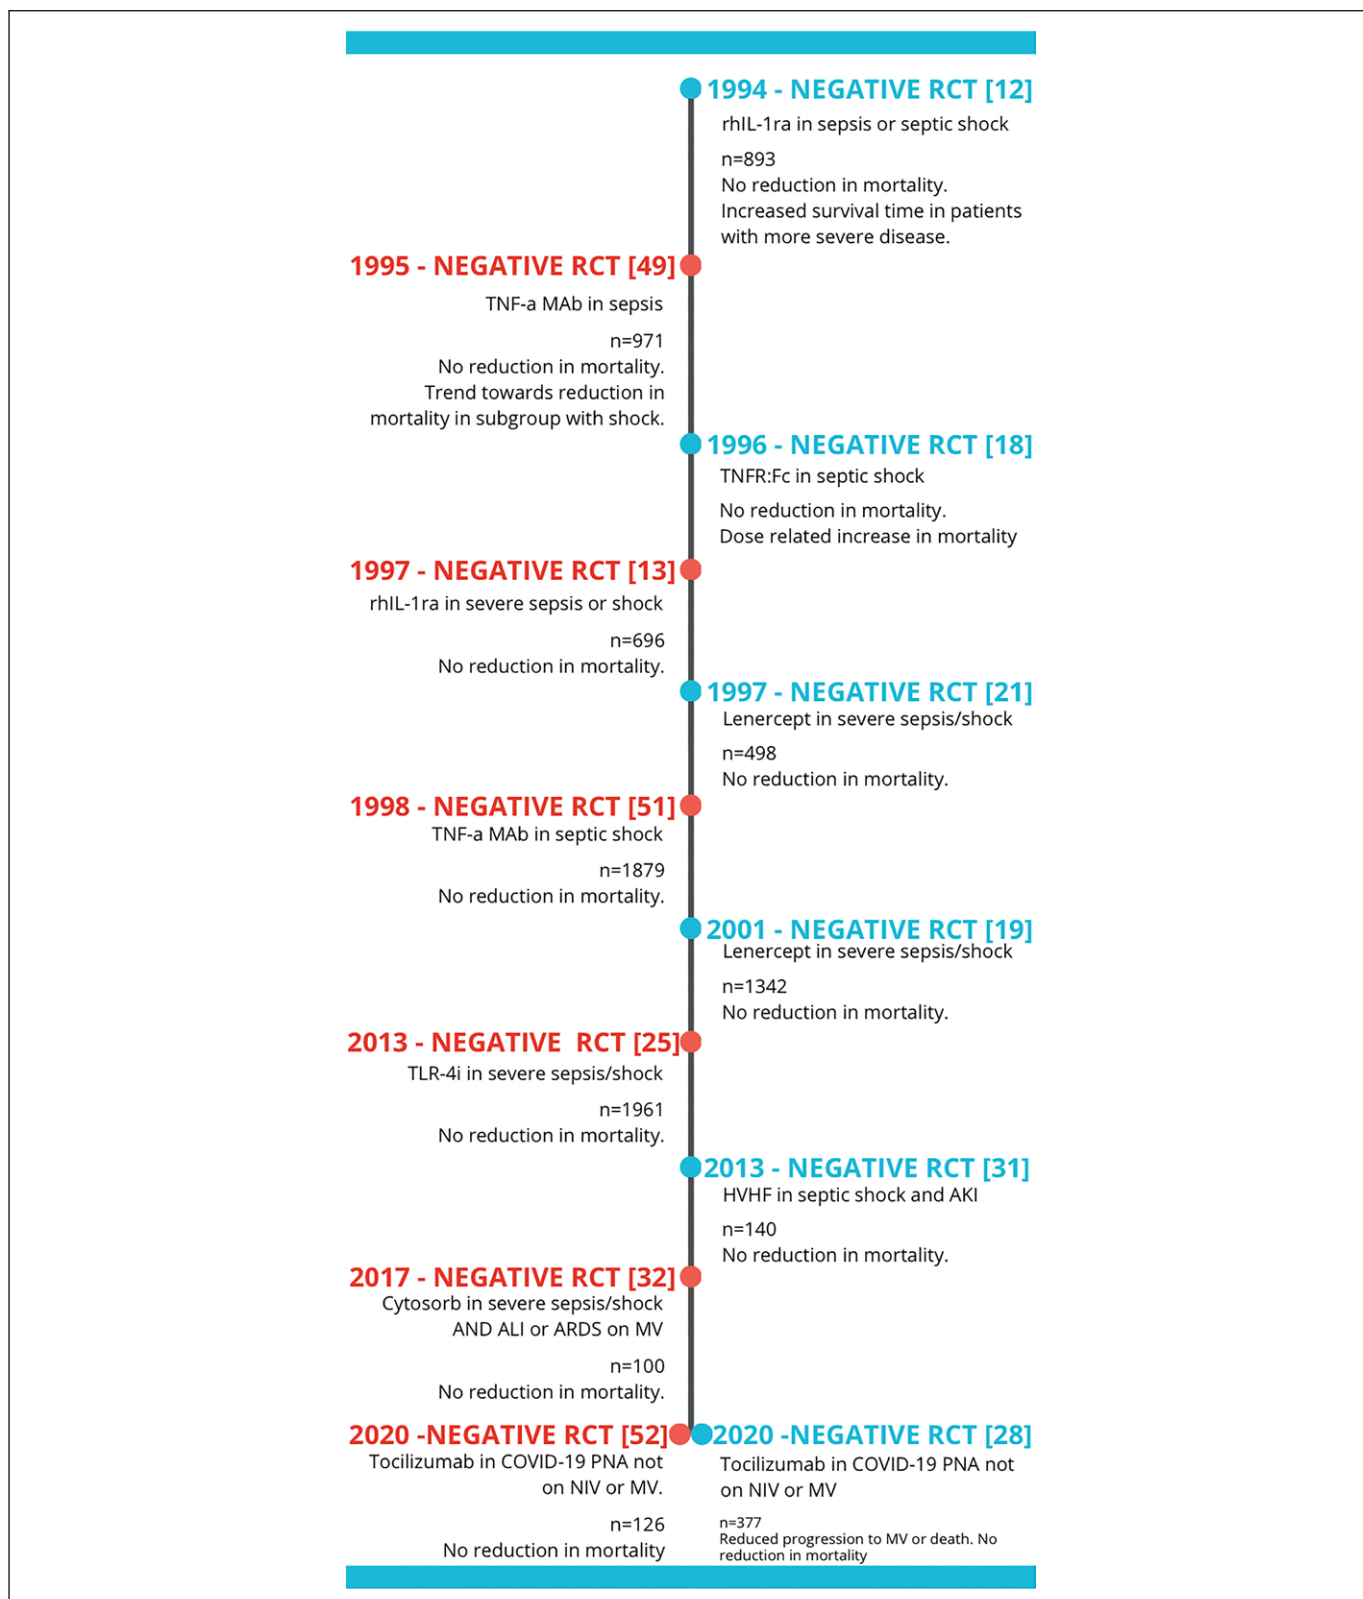 1994 - NEGATIVE RCT [12]
rhIL-1ra in sepsis or septic shock
n=893
No reduction in mortality.
Increased survival time in patients
with more severe disease.
1995 - NEGATIVE RCT [49]
TNF-a MAb in sepsis
n=971
No reduction in mortality.
Trend towards reduction in
mortality in subgroup with shock.
1996 - NEGATIVE RCT [18]
TNFR:Fc in septic shock
No reduction in mortality.
Dose related increase in mortality
1997 - NEGATIVE RCT [13]
rhIL-1ra in severe sepsis or shock
n=696
No reduction in mortality.
1997 - NEGATIVE RCT [21]
Lenercept in severe sepsis/shock
n=498
No reduction in mortality.
1998 - NEGATIVE RCT [51]
TNF-a MAb in septic shock
n=1879
No reduction in mortality.
2001 - NEGATIVE RCT [19]
Lenercept in severe sepsis/shock
n=1342
No reduction in mortality.
2013 - NEGATIVE  RCT [25]
TLR-4i in severe sepsis/shock
n=1961
No reduction in mortality.
2013 - NEGATIVE RCT [31]
HVHF in septic shock and AKI
n=140
No reduction in mortality.
2017 - NEGATIVE RCT [32]
Cytosorb in severe sepsis/shock
AND ALI or ARDS on MV
n=100
No reduction in mortality.
2020 -NEGATIVE RCT [52]
Tocilizumab in COVID-19 PNA not
on NIV or MV.
n=126
No reduction in mortality
2020 -NEGATIVE RCT [28]
Tocilizumab in COVID-19 PNA not
on NIV or MV
n=377
Reduced progression to MV or death. No
reduction in mortality